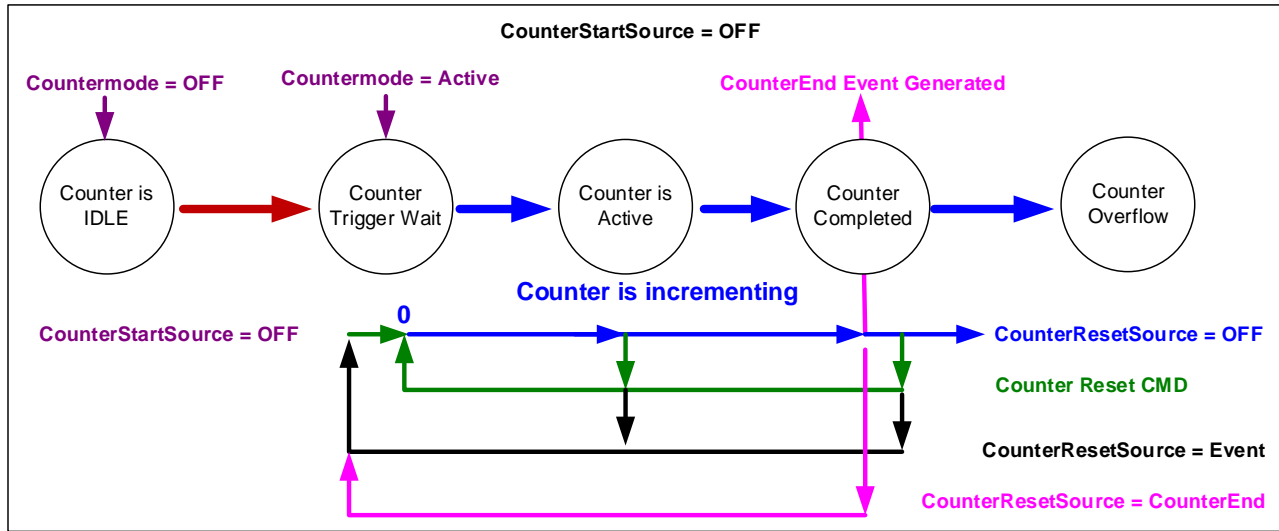 CounterStartSource = OFF
Countermode = OFF
Countermode = Active
CounterEnd Event Generated
Counter is
IDLE
Counter
Trigger Wait
Counter is
Active
Counter
Completed
Counter
Overflow
Counter is incrementing
0
CounterStartSource = OFF
CounterResetSource = OFF
Counter Reset CMD
CounterResetSource = Event
CounterResetSource = CounterEnd